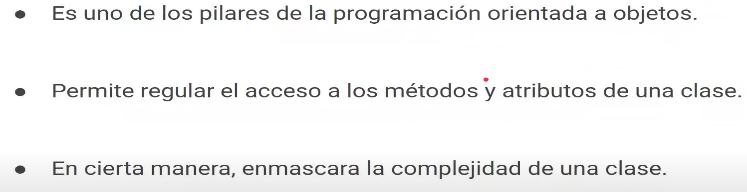 Es uno de los pilares de la programación orientada a objetos.
Permite regular el acceso a los métodos y atributos de una clase.
En cierta manera, enmascara la complejidad de una clase.